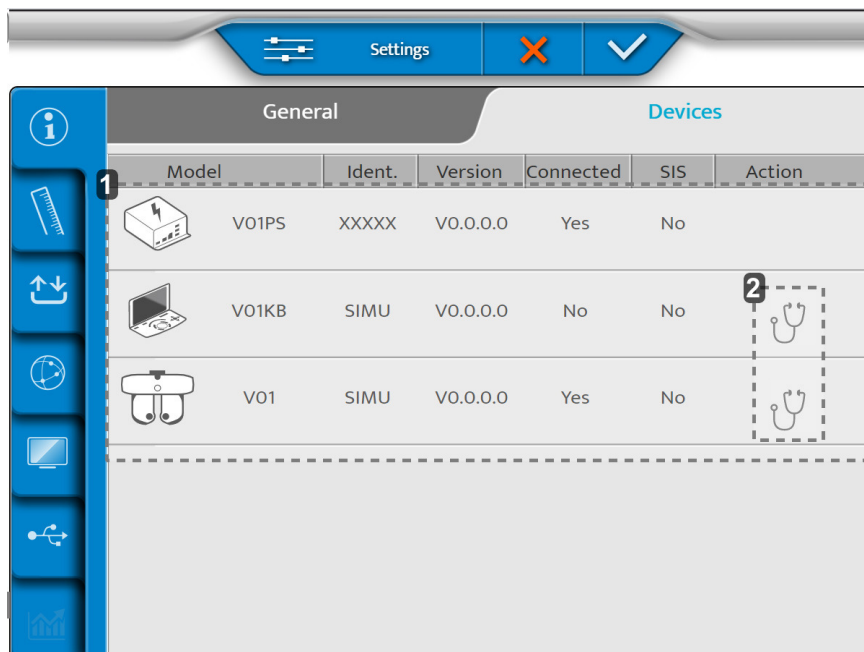 Settings
General Devices
Model Ident. Version Connected SIS Action
1
V01PS XXXXX V0.0.0.0 Yes No
2
V01KB SIMU V0.0.0.0 No No
V01 SIMU V0.0.0.0 Yes No